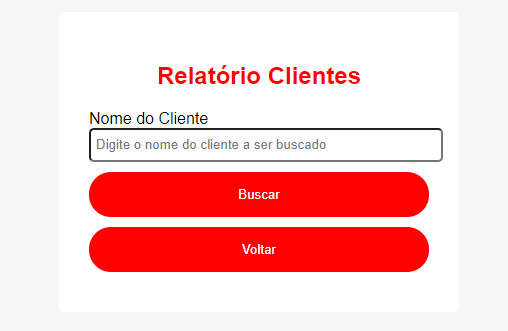 Relatório Clientes
Nome do Cliente
Digite o nome do cliente a ser buscado
Buscar
Voltar